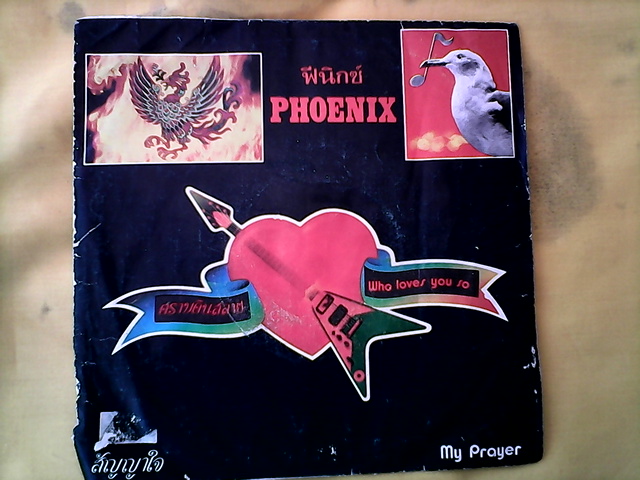 ฟีนิกซ์
PHOENIX
Who loves you so
สัญญาใจ
My Prayer